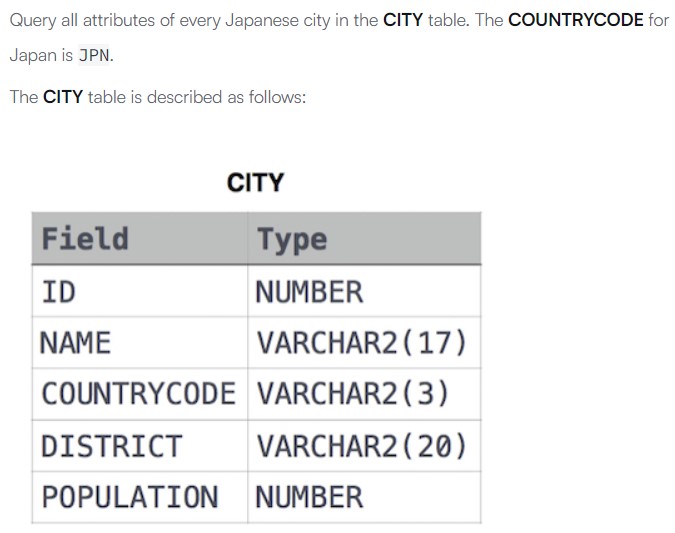 Query all attributes of every Japanese city in the CITY table. The COUNTRYCODE for
Japan is JPN.
The CITY table is described as follows:
CITY
Field Type
ID NUMBER
NAME VARCHAR2(17)
COUNTRYCODE VARCHAR2(3)
DISTRICT VARCHAR2(20)
POPULATION NUMBER